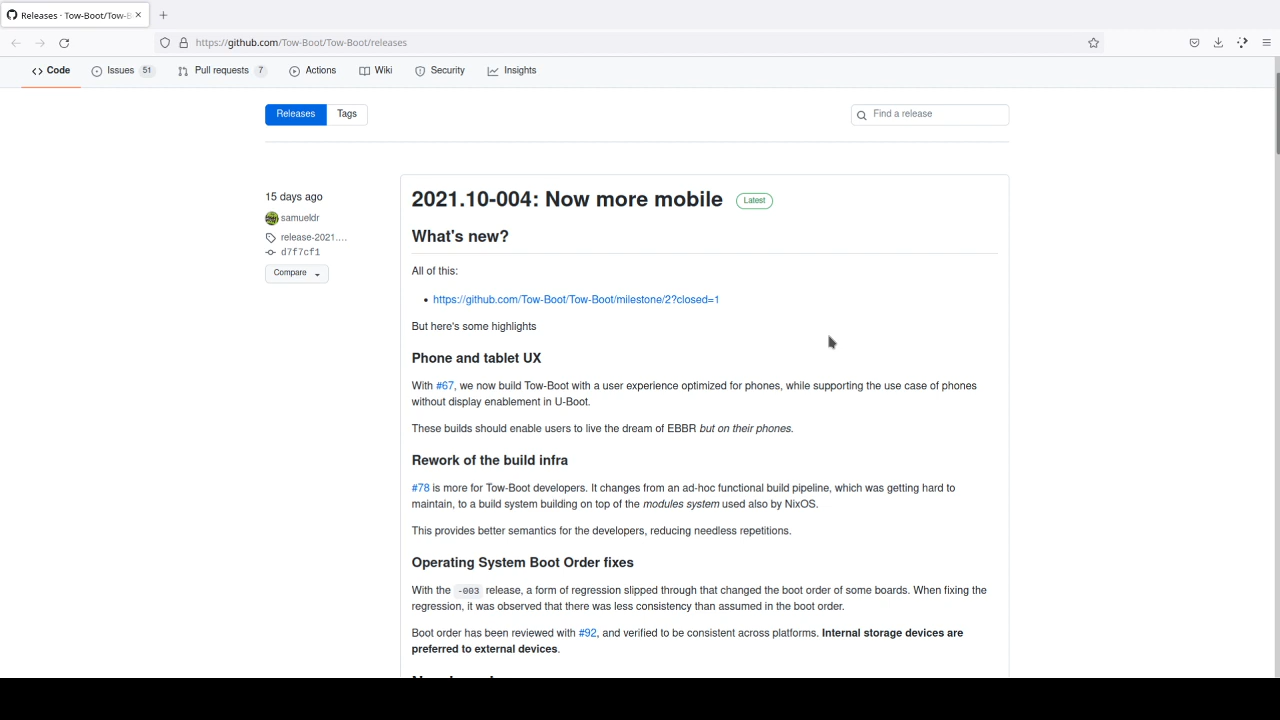 Releases · Tow-Boot/Tow-B
https://github.com/Tow-Boot/Tow-Boot/releases
Code
Issues 51
Pull requests 7
Actions
Wiki
Security
Insights
Releases
Tags
Find a release
15 days ago
samueldr
release-2021....
d7f7cf1
Compare
2021.10-004: Now more mobile Latest
What's new?
All of this:
• https://github.com/Tow-Boot/Tow-Boot/milestone/2?closed=1
But here's some highlights
Phone and tablet UX
With #67, we now build Tow-Boot with a user experience optimized for phones, while supporting the use case of phones
without display enablement in U-Boot.
These builds should enable users to live the dream of EBBR but on their phones.
Rework of the build infra
#78 is more for Tow-Boot developers. It changes from an ad-hoc functional build pipeline, which was getting hard to
maintain, to a build system building on top of the modules system used also by NixOS.
This provides better semantics for the developers, reducing needless repetitions.
Operating System Boot Order fixes
With the -003 release, a form of regression slipped through that changed the boot order of some boards. When fixing the
regression, it was observed that there was less consistency than assumed in the boot order.
Boot order has been reviewed with #92, and verified to be consistent across platforms. Internal storage devices are
preferred to external devices.